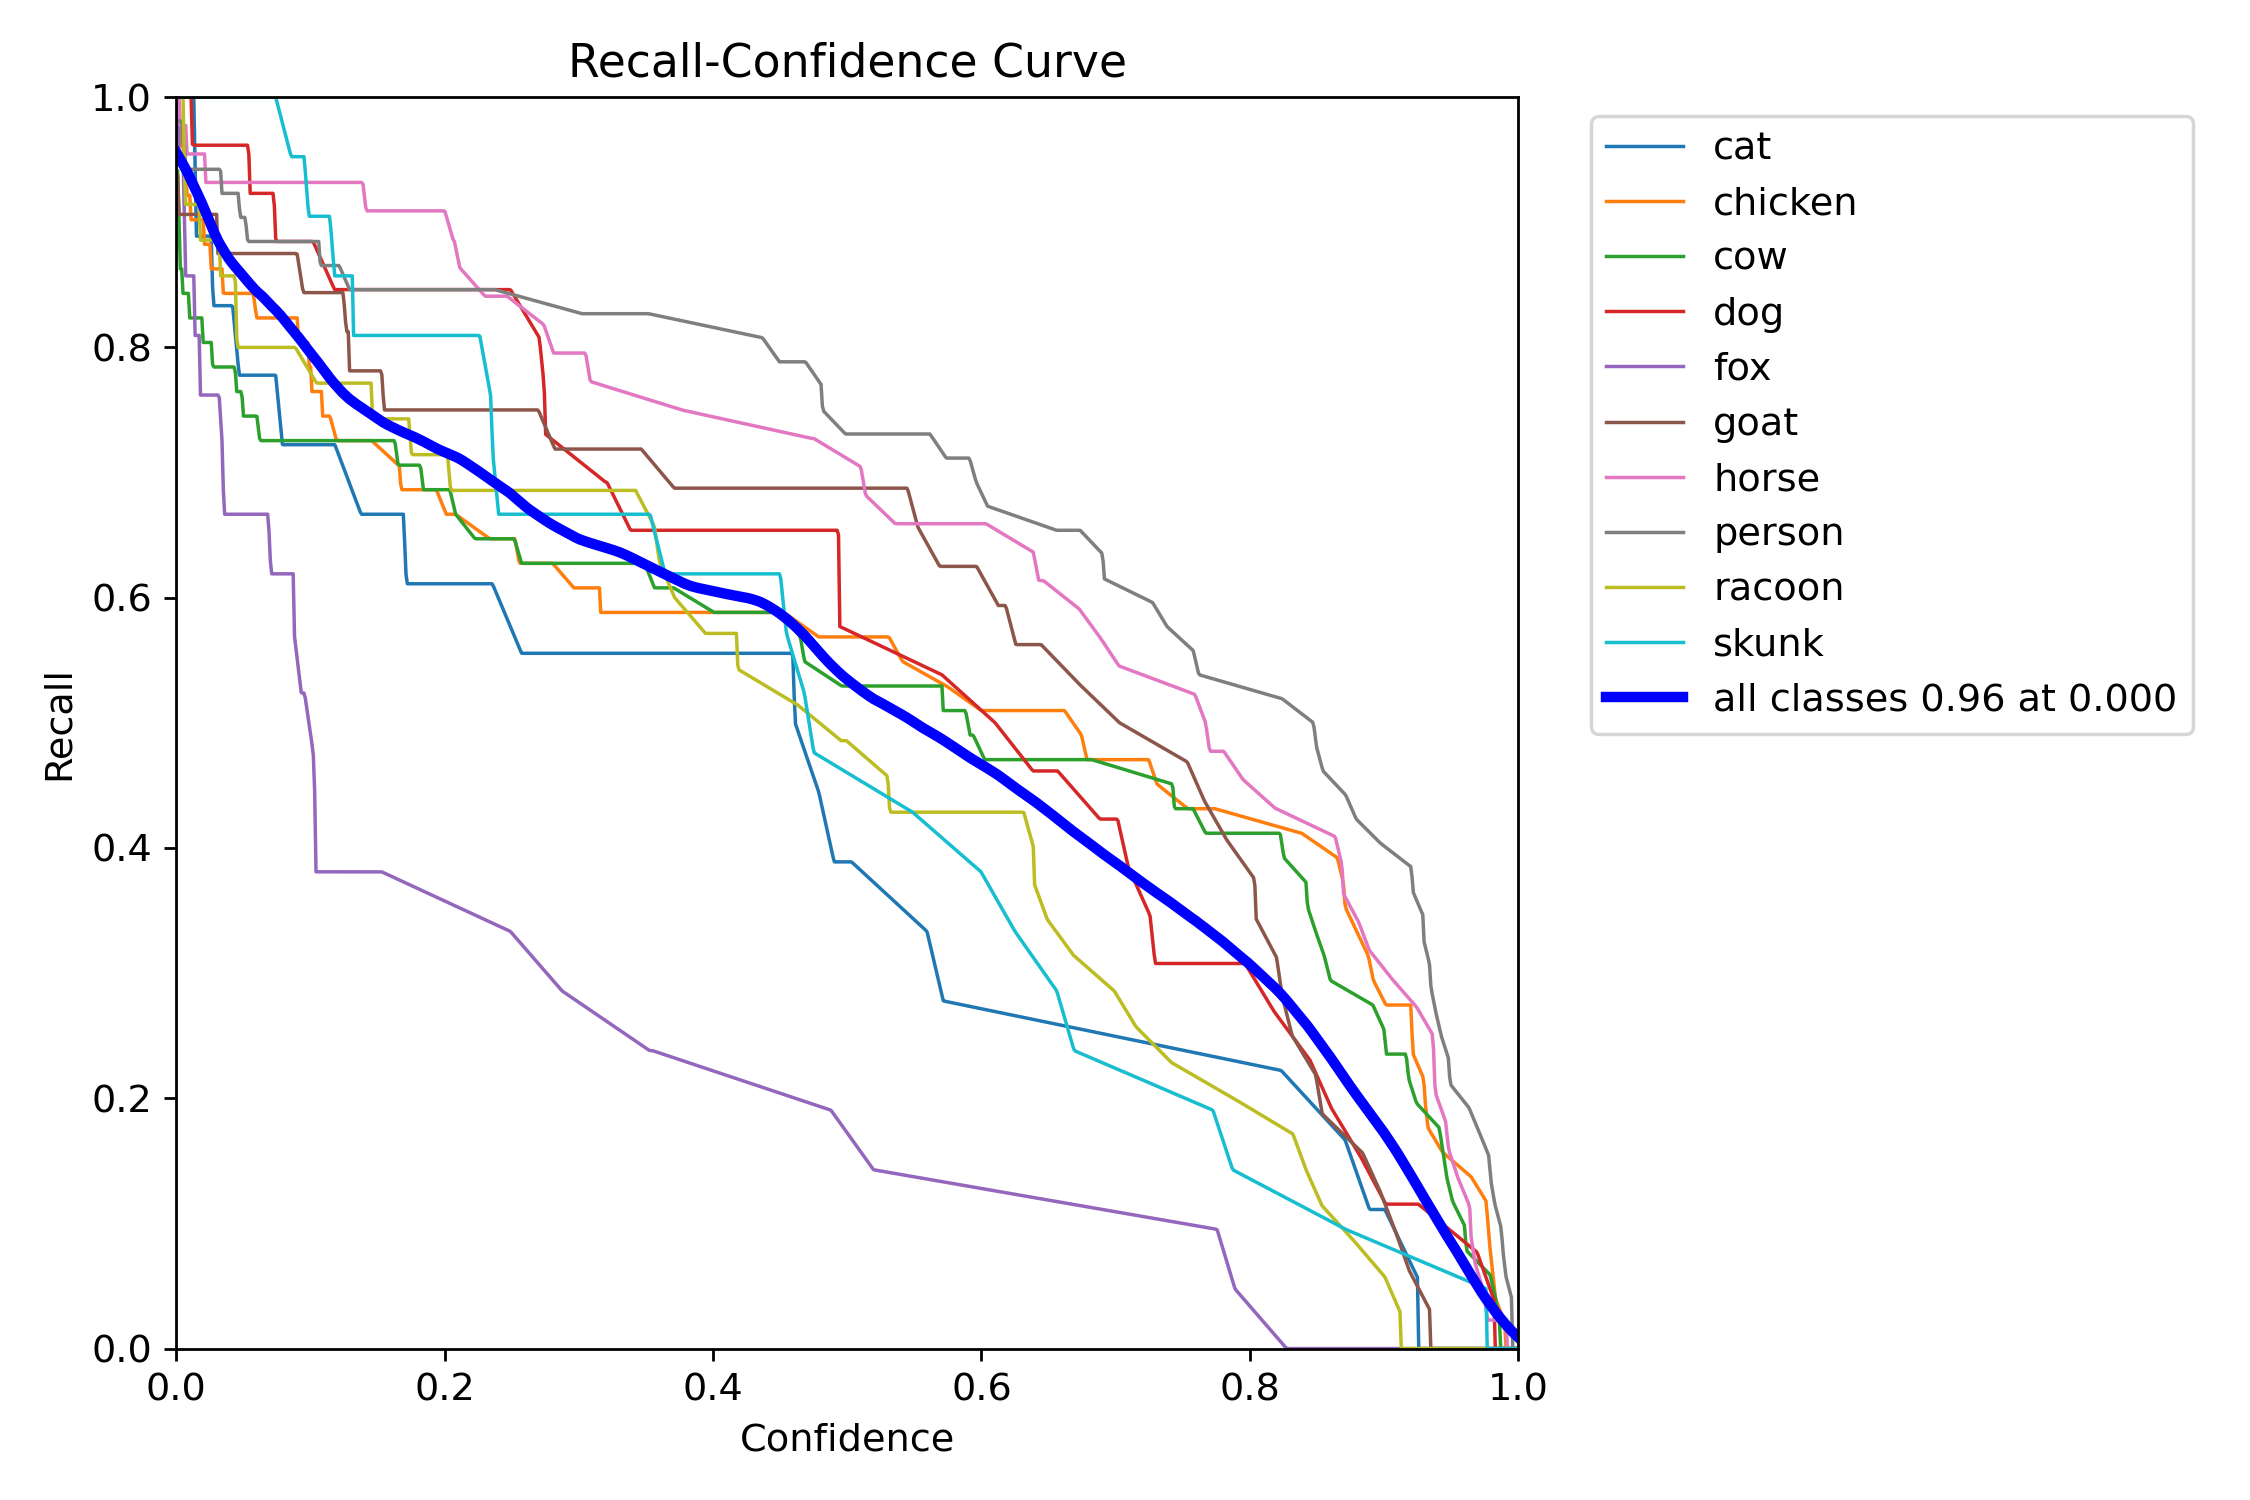 Recall-Confidence Curve
1.0
0.8
0.6
0.4
0.2
0.0
Recall
0.0 0.2 0.4 0.6 0.8 1.0
Confidence
cat
chicken
cow
dog
fox
goat
horse
person
racoon
skunk
all classes 0.96 at 0.000